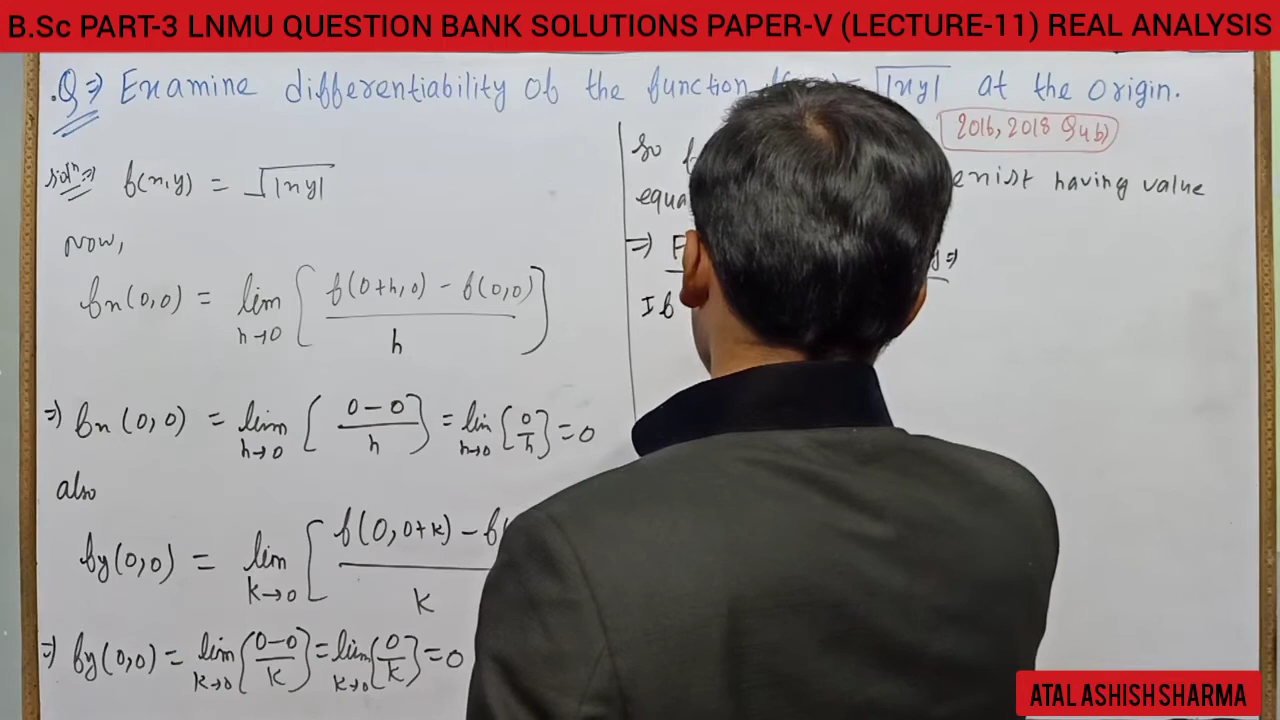 B.Sc PART-3 LNMU QUESTION BANK SOLUTIONS PAPER-V (LECTURE-11) REAL ANALYSIS
Q⇒ Examine differentiability of the function √|xy| at the origin.
2016, 2018 Sub)
Solⁿ⇒ f(x,y) = √|xy|
Now,
fx(0,0) = lim h→0 [ (f(0+h,0) - f(0,0)) / h ]
⇒ fx(0,0) = lim h→0 [ (0-0)/h ] = lim h→0 [0/h] = 0
also
fy(0,0) = lim k→0 [ (f(0,0+k) - f( / k
⇒ fy(0,0) = lim k→0 [ (0-0)/k ] = lim k→0 [0/k] = 0
So
exist having value
equa
⇒ F
y⇒
If
ATAL ASHISH SHARMA